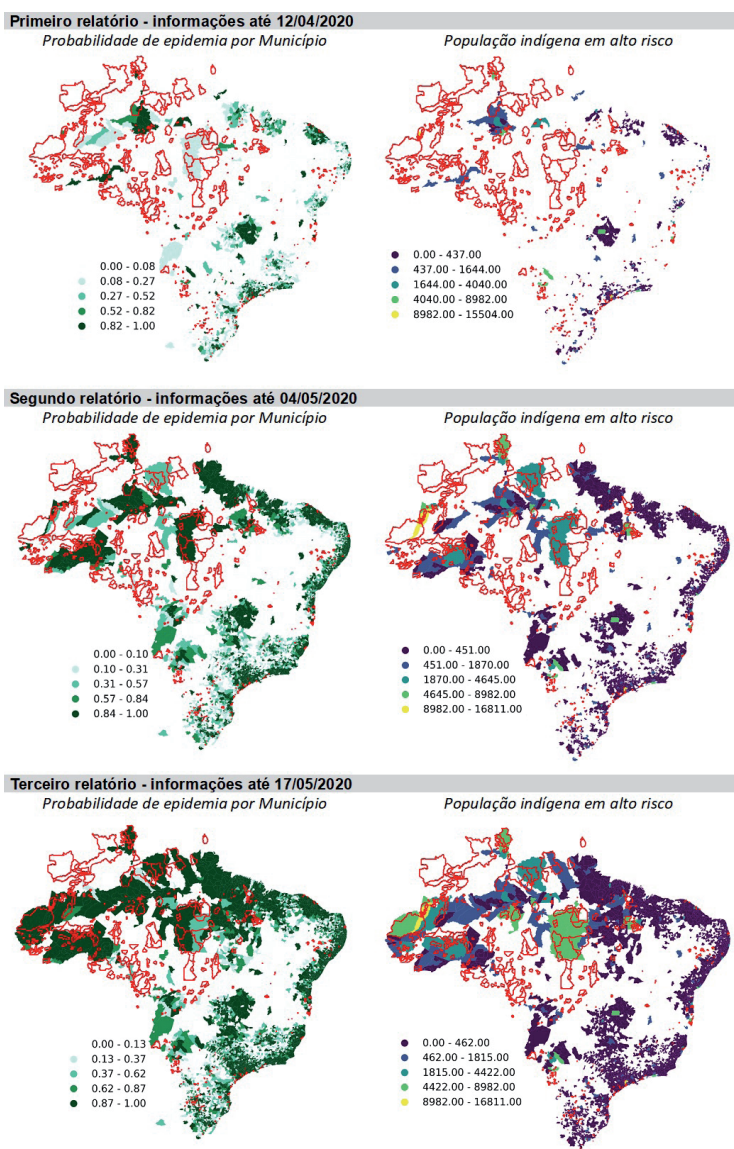 Primeiro relatório - informações até 12/04/2020
Probabilidade de epidemia por Município
População indígena em alto risco
0.00 - 0.08
0.08 - 0.27
0.27 - 0.52
0.52 - 0.82
0.82 - 1.00
0.00 - 437.00
437.00 - 1644.00
1644.00 - 4040.00
4040.00 - 8982.00
8982.00 - 15504.00
Segundo relatório - informações até 04/05/2020
Probabilidade de epidemia por Município
População indígena em alto risco
0.00 - 0.10
0.10 - 0.31
0.31 - 0.57
0.57 - 0.84
0.84 - 1.00
0.00 - 451.00
451.00 - 1870.00
1870.00 - 4645.00
4645.00 - 8982.00
8982.00 - 16811.00
Terceiro relatório - informações até 17/05/2020
Probabilidade de epidemia por Município
População indígena em alto risco
0.00 - 0.13
0.13 - 0.37
0.37 - 0.62
0.62 - 0.87
0.87 - 1.00
0.00 - 462.00
462.00 - 1815.00
1815.00 - 4422.00
4422.00 - 8982.00
8982.00 - 16811.00